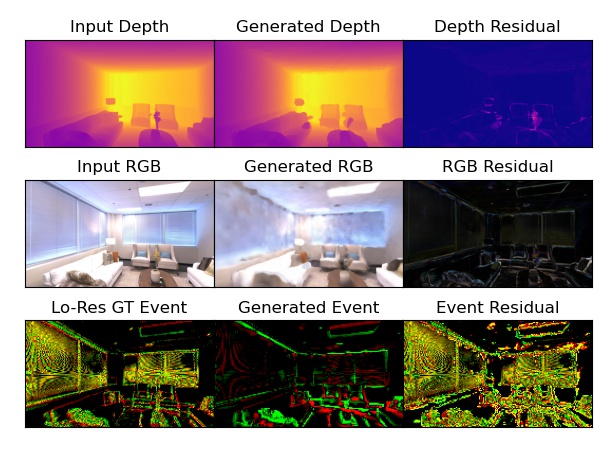 Input Depth
Generated Depth
Depth Residual
Input RGB
Generated RGB
RGB Residual
Lo-Res GT Event
Generated Event
Event Residual